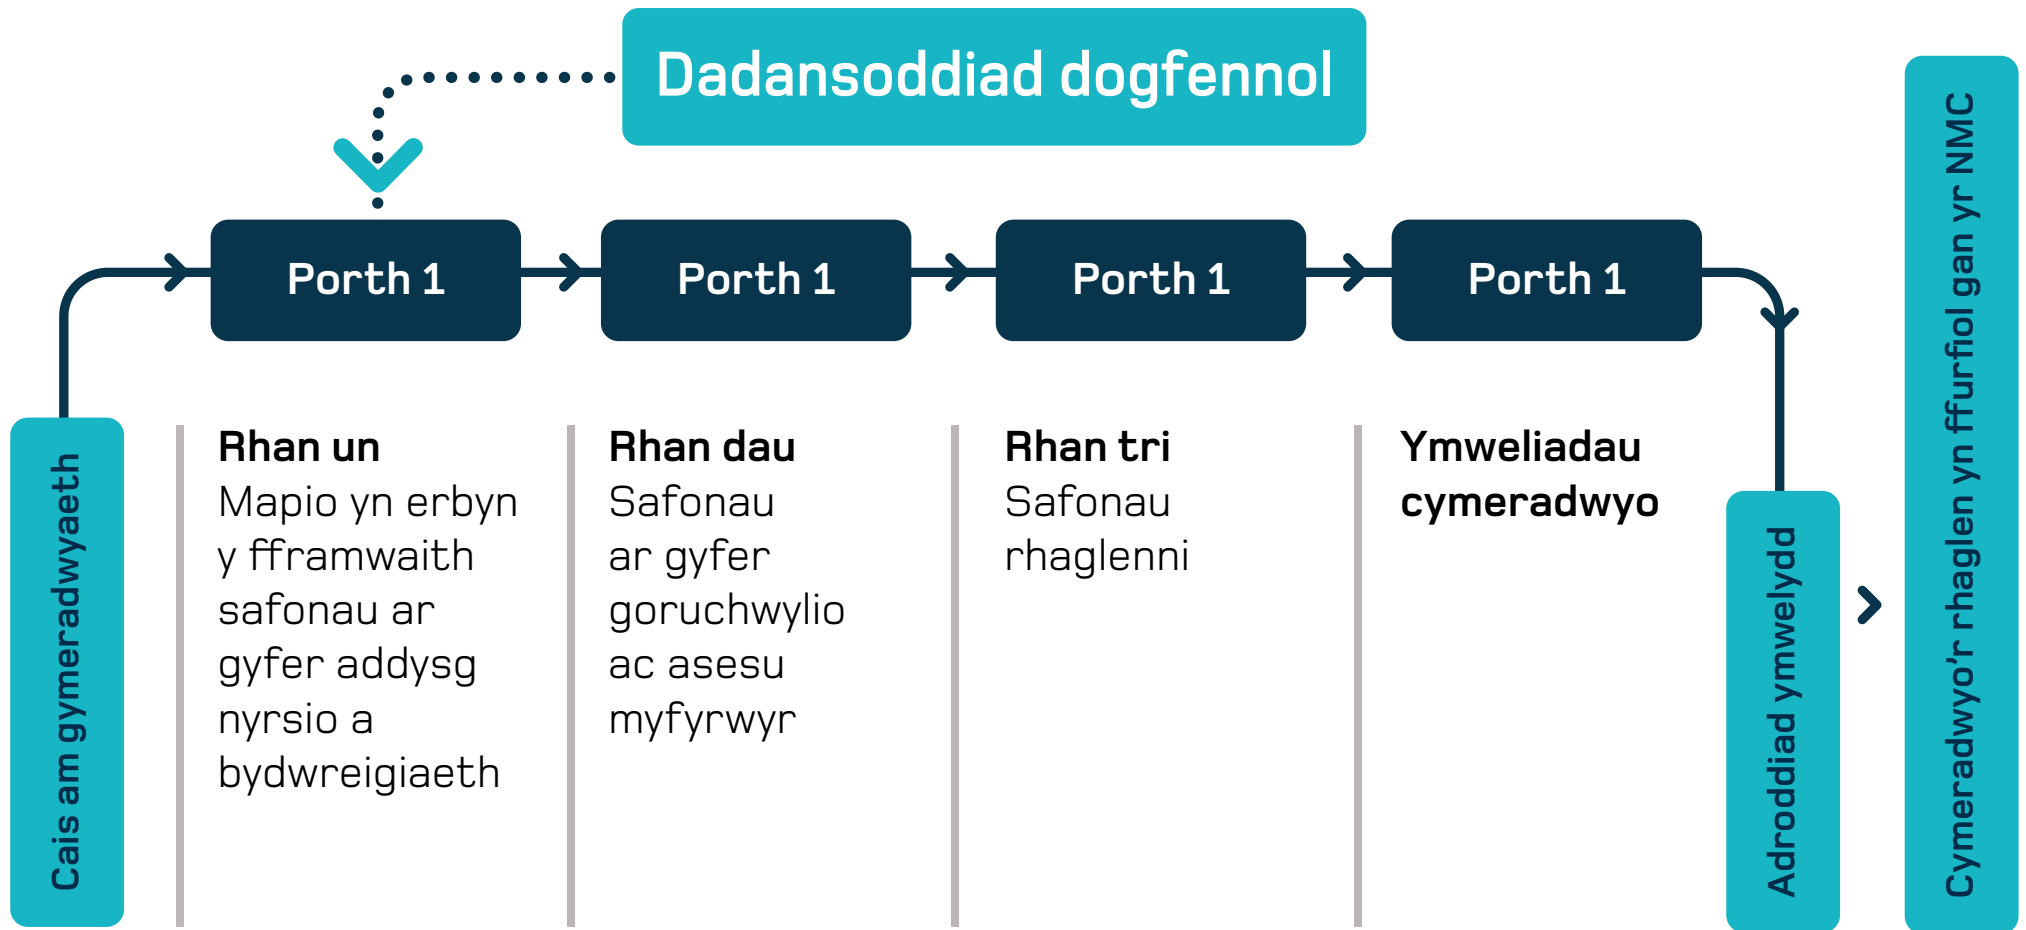 Dadansoddiad dogfennol
Cais am gymeradwyaeth
Porth 1
Porth 1
Porth 1
Porth 1
Rhan un
Mapio yn erbyn
y fframwaith
safonau ar
gyfer addysg
nyrsio a
bydwreigiaeth
Rhan dau
Safonau
ar gyfer
goruchwylio
ac asesu
myfyrwyr
Rhan tri
Safonau
rhaglenni
Ymweliadau
cymeradwyo
Adroddiad ymwelydd
Cymeradwyo’r rhaglen yn ffurfiol gan yr NMC